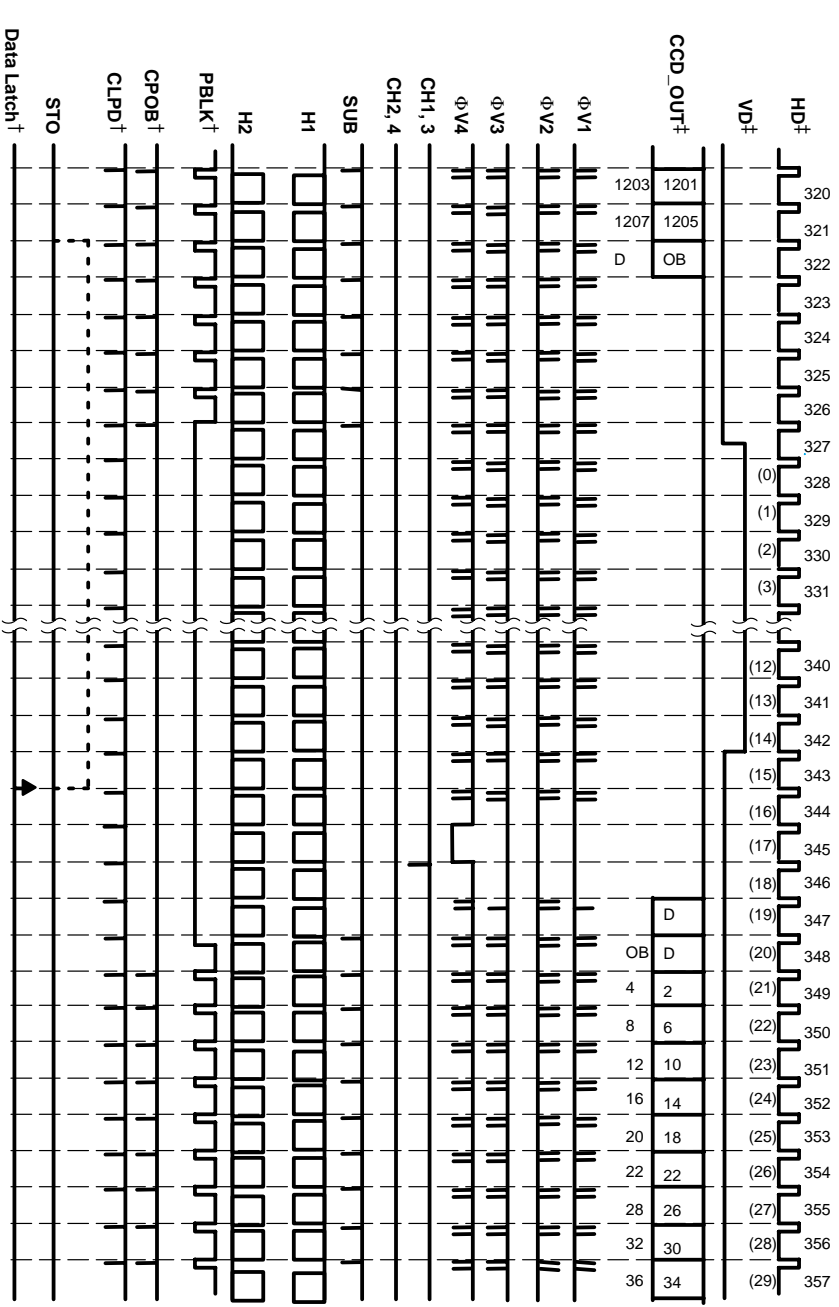 Data Latch†
STO
CLPD†
CPOB†
PBLK†
H2
H1
SUB
CH2, 4
CH1, 3
ΦV4
ΦV3
ΦV2
ΦV1
CCD_OUT‡
VD‡
HD‡
1203 1201 320
1207 1205 321
D OB 322
323
324
325
326
327
(0) 328
(1) 329
(2) 330
(3) 331
(12) 340
(13) 341
(14) 342
(15) 343
(16) 344
(17) 345
(18) 346
D (19) 347
OB D (20) 348
4 2 (21) 349
8 6 (22) 350
12 10 (23) 351
16 14 (24) 352
20 18 (25) 353
22 22 (26) 354
28 26 (27) 355
32 30 (28) 356
36 34 (29) 357